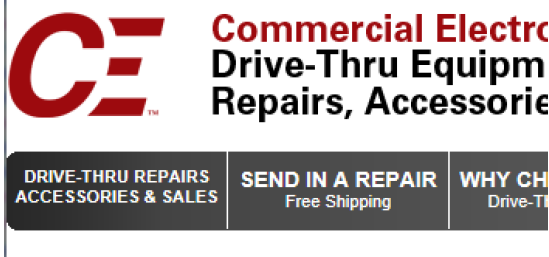 CE™
Commercial Electro
Drive-Thru Equipm
Repairs, Accessorie
DRIVE-THRU REPAIRS
ACCESSORIES & SALES
SEND IN A REPAIR
Free Shipping
WHY CH
Drive-Th